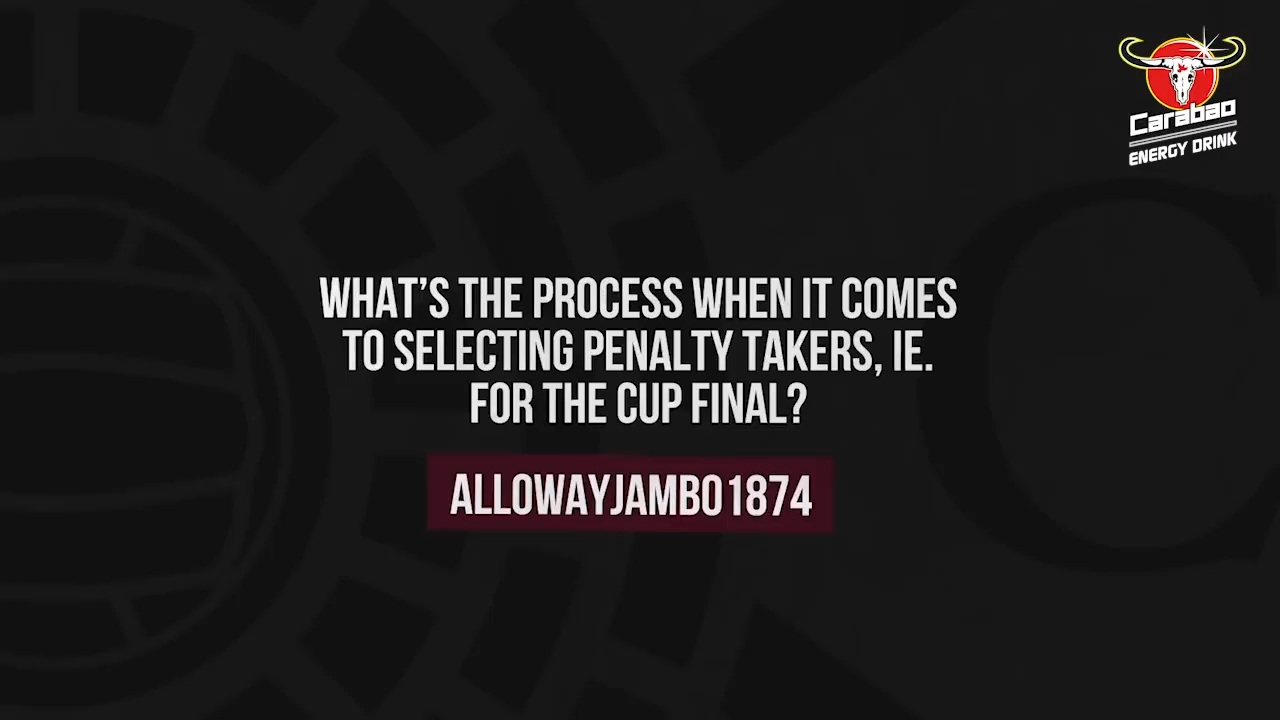 Carabao
ENERGY DRINK
WHAT'S THE PROCESS WHEN IT COMES
TO SELECTING PENALTY TAKERS, IE.
FOR THE CUP FINAL?
ALLOWAYJAMBO1874